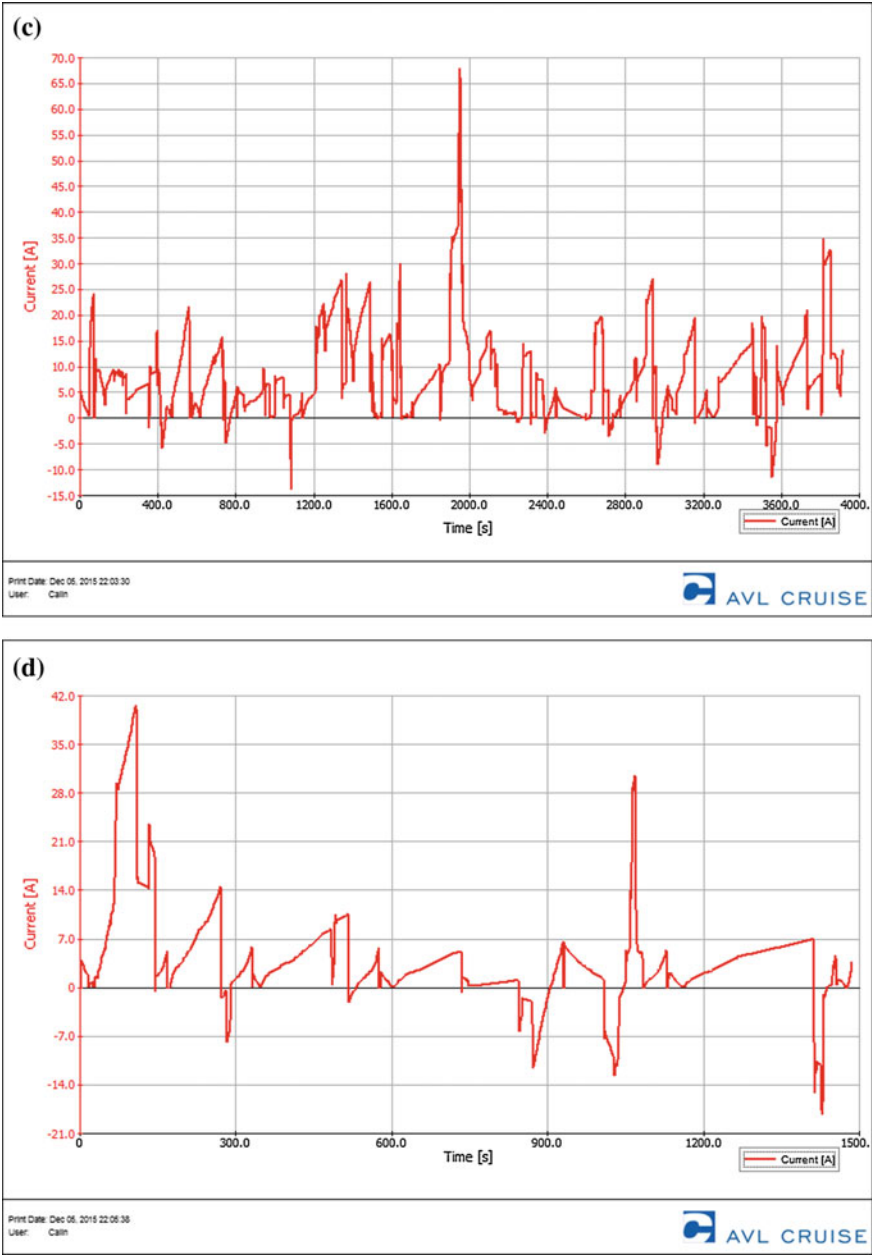 (c)
70.0
65.0
60.0
55.0
50.0
45.0
40.0
35.0
30.0
25.0
20.0
15.0
10.0
5.0
0
-5.0
-10.0
-15.0
Current [A]
0 400.0 800.0 1200.0 1600.0 2000.0 2400.0 2800.0 3200.0 3600.0 4000.
Time [s]
Current [A]
Print Date: Dec 05, 2015 22:03:30
User: Calin
AVL CRUISE
(d)
42.0
35.0
28.0
21.0
14.0
7.0
0
-7.0
-14.0
-21.0
Current [A]
0 300.0 600.0 900.0 1200.0 1500.
Time [s]
Current [A]
Print Date: Dec 05, 2015 22:05:38
User: Calin
AVL CRUISE